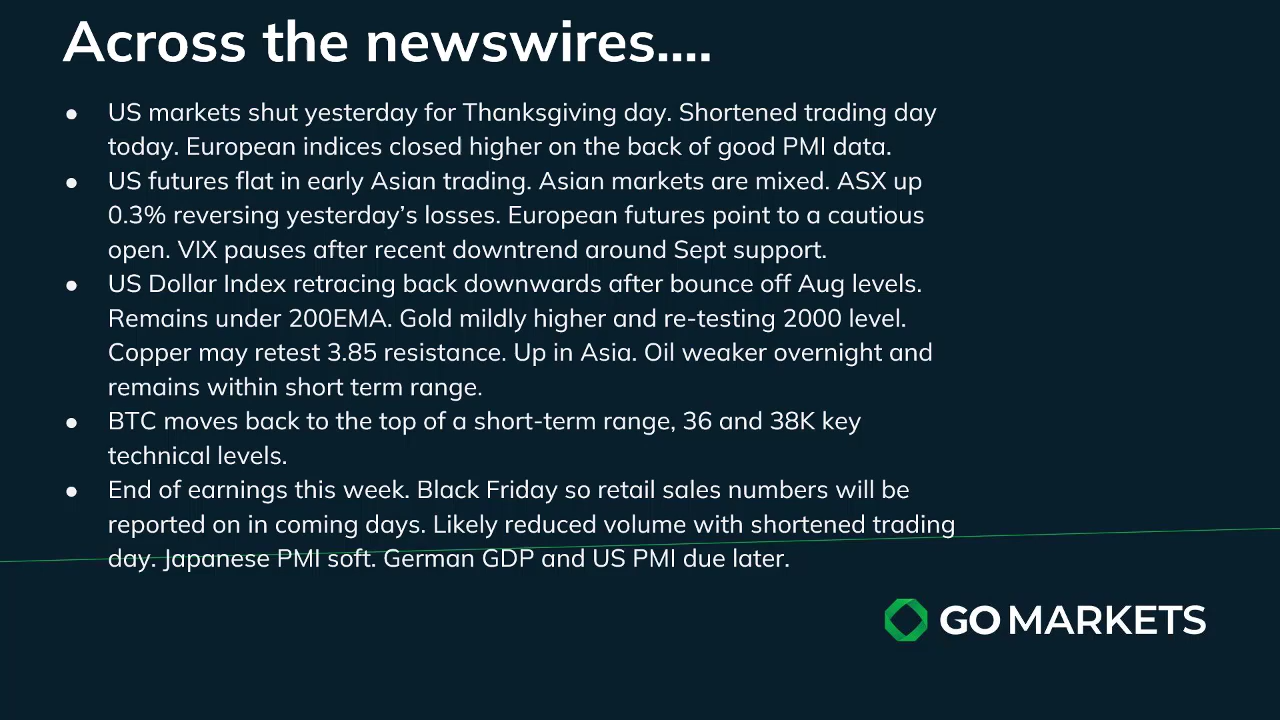 Across the newswires....
● US markets shut yesterday for Thanksgiving day. Shortened trading day
today. European indices closed higher on the back of good PMI data.
● US futures flat in early Asian trading. Asian markets are mixed. ASX up
0.3% reversing yesterday’s losses. European futures point to a cautious
open. VIX pauses after recent downtrend around Sept support.
● US Dollar Index retracing back downwards after bounce off Aug levels.
Remains under 200EMA. Gold mildly higher and re-testing 2000 level.
Copper may retest 3.85 resistance. Up in Asia. Oil weaker overnight and
remains within short term range.
● BTC moves back to the top of a short-term range, 36 and 38K key
technical levels.
● End of earnings this week. Black Friday so retail sales numbers will be
reported on in coming days. Likely reduced volume with shortened trading
day. Japanese PMI soft. German GDP and US PMI due later.
GO MARKETS